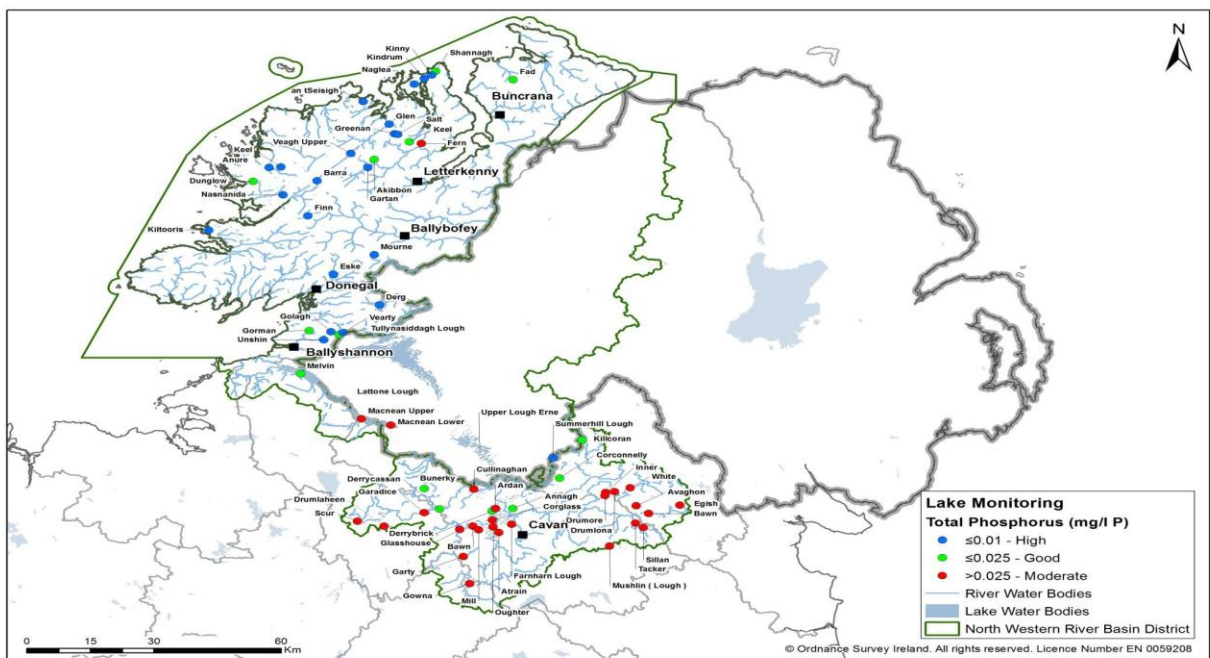 N
Kinny
Kindrum
Shannagh
Naglea
Fad
an tSeisigh
Buncrana
Glen
Salt
Greenan
Keel
Fern
Veagh Upper
Keel
Anure
Barra
Letterkenny
Dunglow
Akibbon
Gartan
Nasnanida
Finn
Kiltooris
Ballybofey
Mourne
Eske
Donegal
Derg
Golagh
Vearty
Gorman
Tullynasiddagh Lough
Unshin
Ballyshannon
Melvin
Lattone Lough
Macnean Upper
Macnean Lower
Upper Lough Erne
Summerhill Lough
Killcoran
Corconnelly
Cullinaghan
Inner
Derrycassan
Bunerky
White
Garadice
Ardan
Drumlaheen
Annagh
Avaghon
Scur
Corglass
Egish
Cavan
Drumore
Bawn
Derrybrick
Drumlona
Glasshouse
Bawn
Sillan
Garty
Farnharn Lough
Tacker
Gowna
Atrain
Mushlin ( Lough )
Mill
Oughter
Lake Monitoring
Total Phosphorus (mg/l P)
≤0.01 - High
≤0.025 - Good
>0.025 - Moderate
River Water Bodies
Lake Water Bodies
North Western River Basin District
0 15 30 60
Km
© Ordnance Survey Ireland. All rights reserved. Licence Number EN 0059208